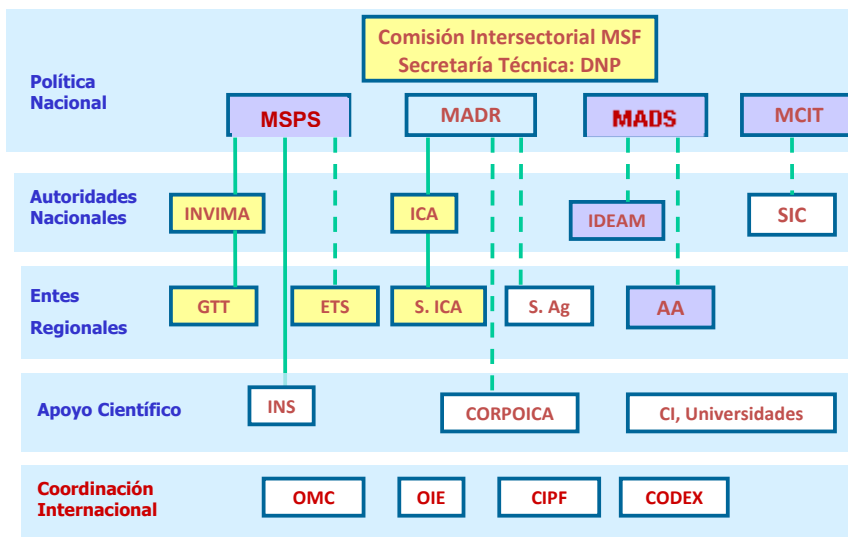 Comisión Intersectorial MSF
Secretaría Técnica: DNP
Política
Nacional
MSPS
MADR
MADS
MCIT
Autoridades
Nacionales
INVIMA
ICA
IDEAM
SIC
Entes
Regionales
GTT
ETS
S. ICA
S. Ag
AA
Apoyo Científico
INS
CORPOICA
CI, Universidades
Coordinación
Internacional
OMC
OIE
CIPF
CODEX